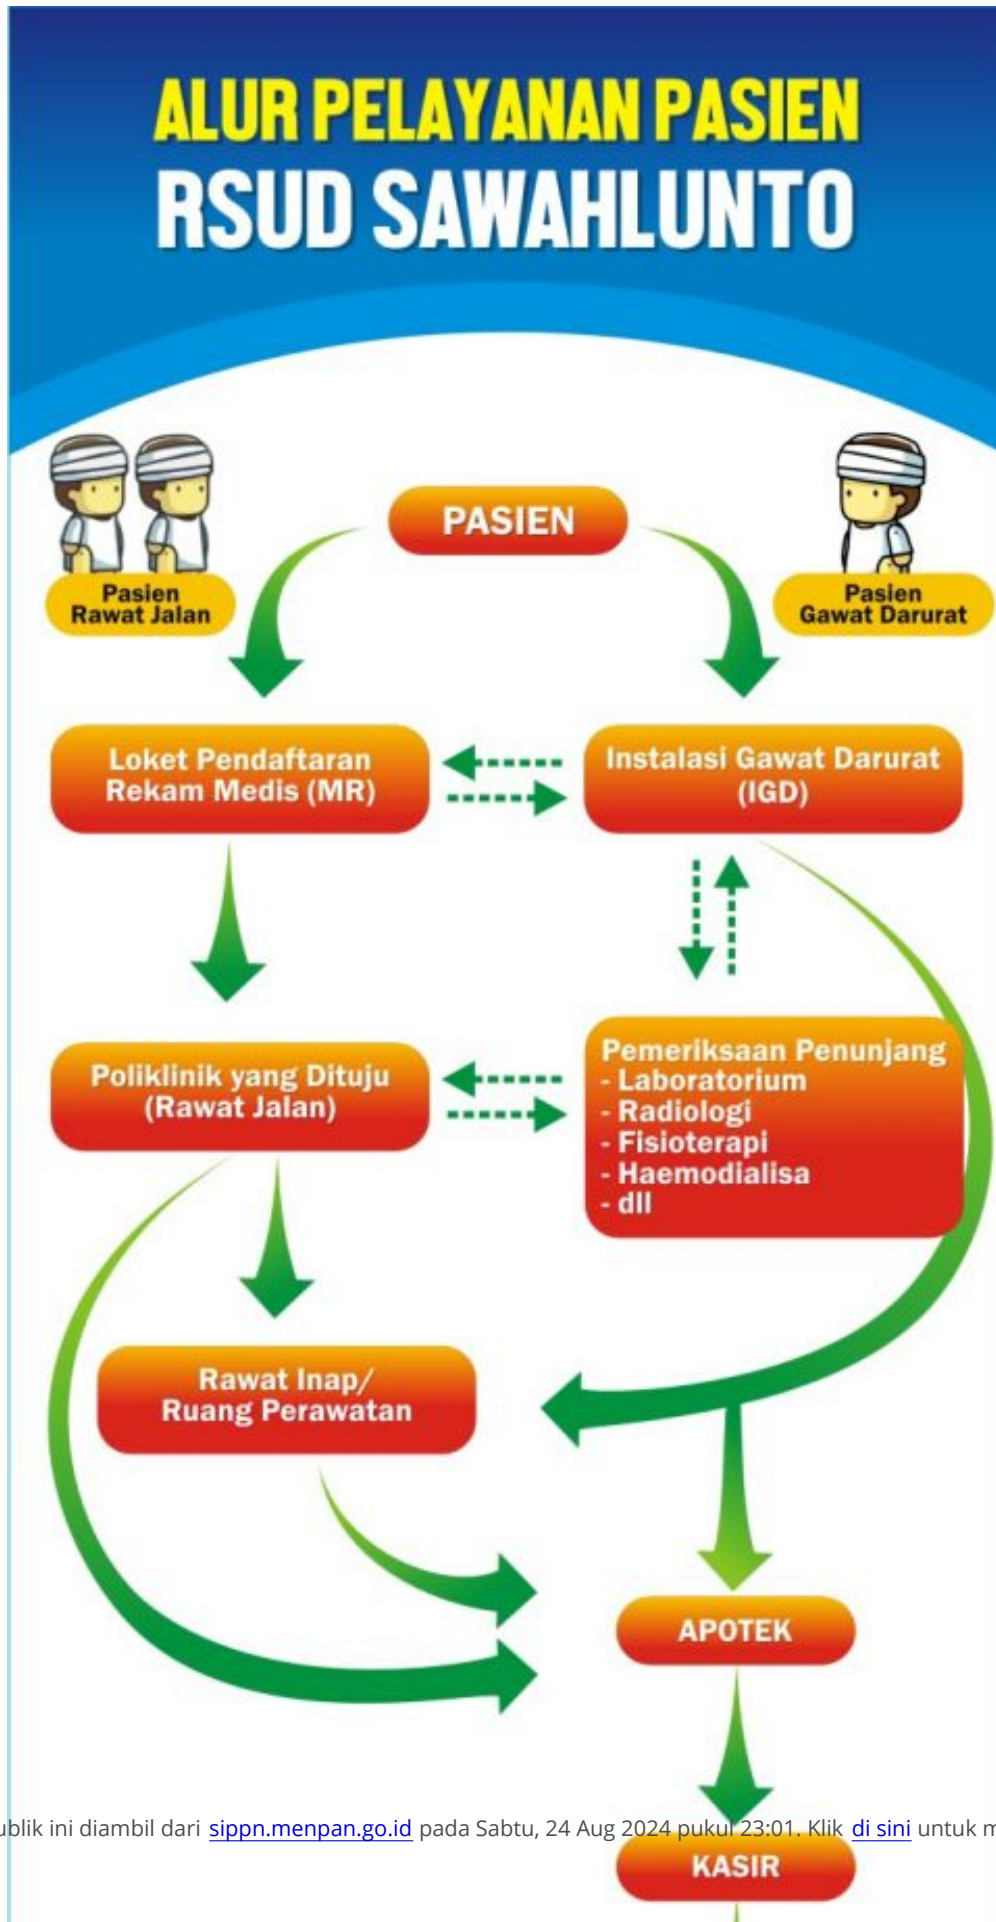 ALUR PELAYANAN PASIEN
RSUD SAWAHLUNTO
PASIEN
Pasien
Rawat Jalan
Pasien
Gawat Darurat
Loket Pendaftaran
Rekam Medis (MR)
Instalasi Gawat Darurat
(IGD)
Poliklinik yang Dituju
(Rawat Jalan)
Pemeriksaan Penunjang
- Laboratorium
- Radiologi
- Fisioterapi
- Haemodialisa
- dll
Rawat Inap/
Ruang Perawatan
APOTEK
ublik ini diambil dari sippn.menpan.go.id pada Sabtu, 24 Aug 2024 pukul 23:01. Klik di sini untuk m
KASIR